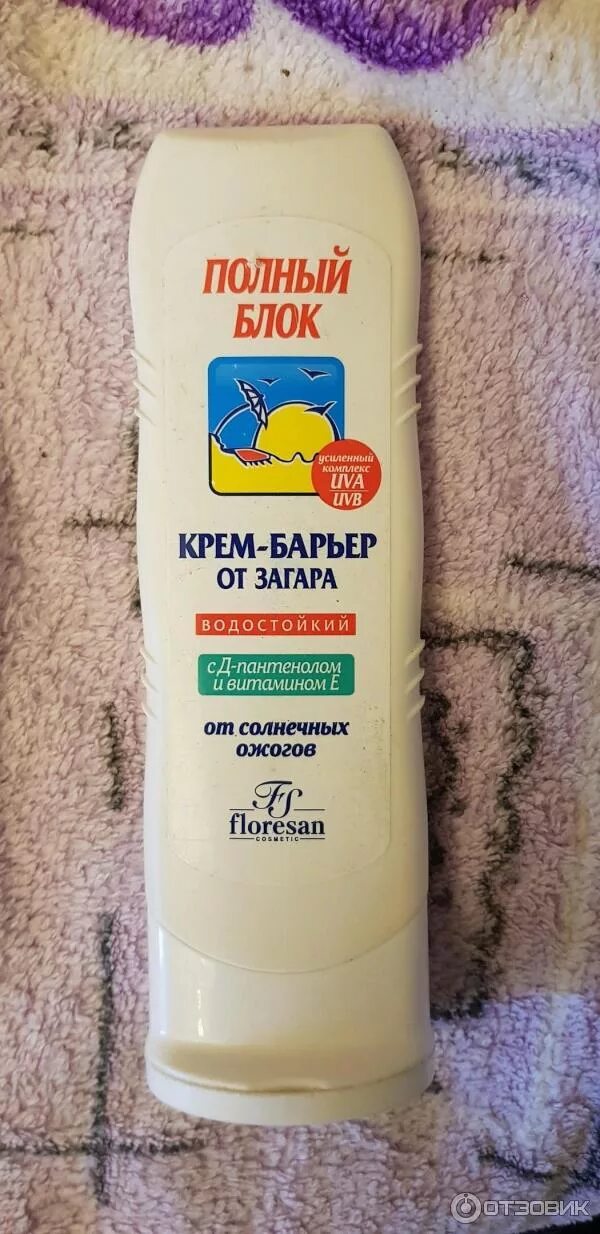 ПОЛНЫЙ
БЛОК
усиленный
комплекс
UVA
UVB
КРЕМ-БАРЬЕР
ОТ ЗАГАРА
ВОДОСТОЙКИЙ
с Д-пантенолом
и витамином Е
от солнечных
ожогов
FS
floresan
COSMETIC
ОТЗОВИК